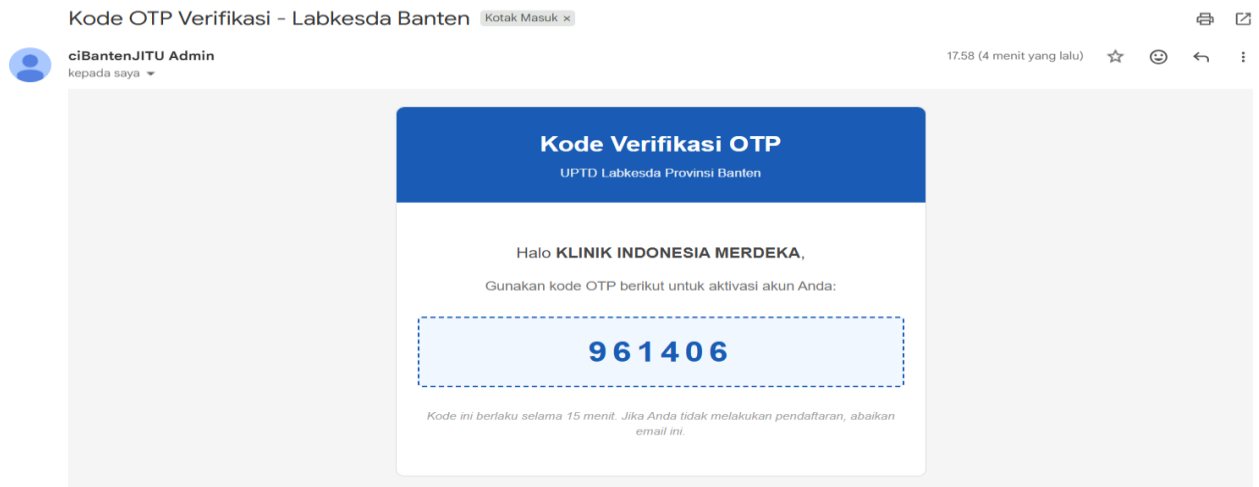 Kode OTP Verifikasi - Labkesda Banten Kotak Masuk ×
ciBantenJITU Admin 17.58 (4 menit yang lalu)
kepada saya
Kode Verifikasi OTP
UPTD Labkesda Provinsi Banten
Halo KLINIK INDONESIA MERDEKA,
Gunakan kode OTP berikut untuk aktivasi akun Anda:
961406
Kode ini berlaku selama 15 menit. Jika Anda tidak melakukan pendaftaran, abaikan
email ini.